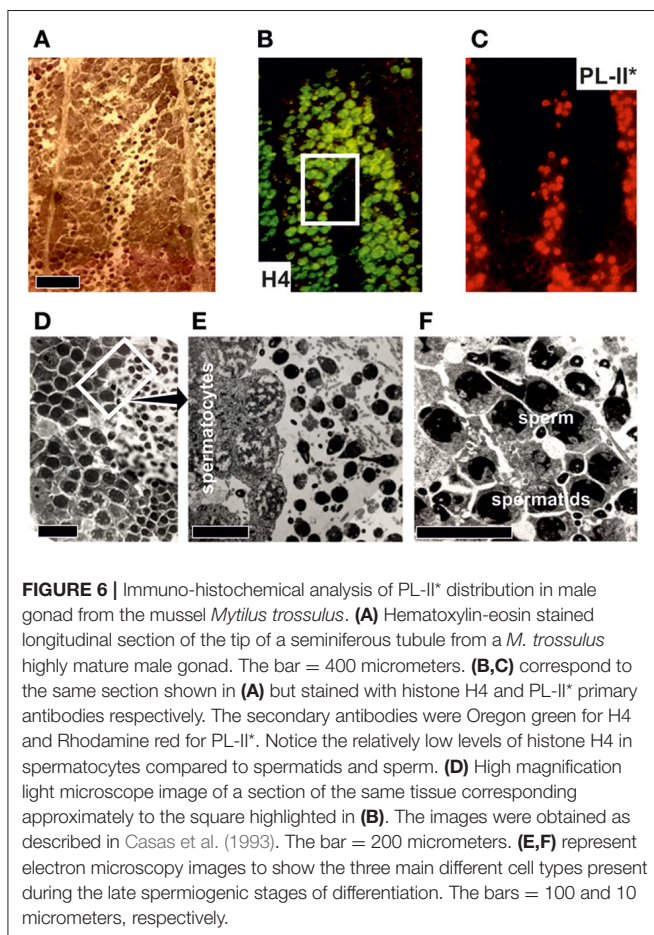 A
B
C
PL-II*
H4
D
E
F
spermatocytes
sperm
spermatids
FIGURE 6 | Immuno-histochemical analysis of PL-II* distribution in male
gonad from the mussel Mytilus trossulus. (A) Hematoxylin-eosin stained
longitudinal section of the tip of a seminiferous tubule from a M. trossulus
highly mature male gonad. The bar = 400 micrometers. (B,C) correspond to
the same section shown in (A) but stained with histone H4 and PL-II* primary
antibodies respectively. The secondary antibodies were Oregon green for H4
and Rhodamine red for PL-II*. Notice the relatively low levels of histone H4 in
spermatocytes compared to spermatids and sperm. (D) High magnification
light microscope image of a section of the same tissue corresponding
approximately to the square highlighted in (B). The images were obtained as
described in Casas et al. (1993). The bar = 200 micrometers. (E,F) represent
electron microscopy images to show the three main different cell types present
during the late spermiogenic stages of differentiation. The bars = 100 and 10
micrometers, respectively.